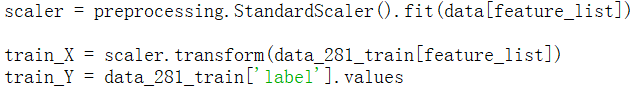 scaler = preprocessing.StandardScaler().fit(data[feature_list])
train_X = scaler.transform(data_281_train[feature_list])
train_Y = data_281_train['label'].values